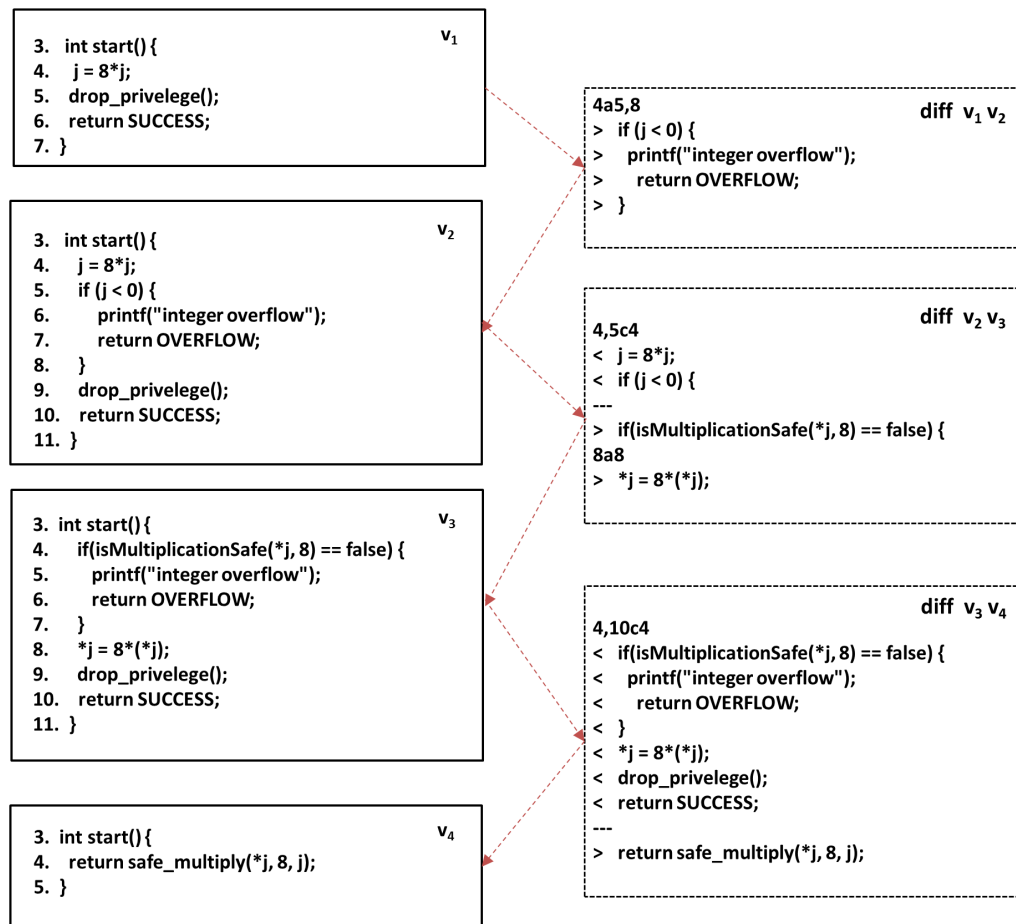 v₁
3. int start() {
4. j = 8*j;
5. drop_privelege();
6. return SUCCESS;
7. }
diff v₁ v₂
4a5,8
> if (j < 0) {
> printf("integer overflow");
> return OVERFLOW;
> }
v₂
3. int start() {
4. j = 8*j;
5. if (j < 0) {
6. printf("integer overflow");
7. return OVERFLOW;
8. }
9. drop_privelege();
10. return SUCCESS;
11. }
diff v₂ v₃
4,5c4
< j = 8*j;
< if (j < 0) {
---
> if(isMultiplicationSafe(*j, 8) == false) {
8a8
> *j = 8*(*j);
v₃
3. int start() {
4. if(isMultiplicationSafe(*j, 8) == false) {
5. printf("integer overflow");
6. return OVERFLOW;
7. }
8. *j = 8*(*j);
9. drop_privelege();
10. return SUCCESS;
11. }
diff v₃ v₄
4,10c4
< if(isMultiplicationSafe(*j, 8) == false) {
< printf("integer overflow");
< return OVERFLOW;
< }
< *j = 8*(*j);
< drop_privelege();
< return SUCCESS;
---
> return safe_multiply(*j, 8, j);
v₄
3. int start() {
4. return safe_multiply(*j, 8, j);
5. }